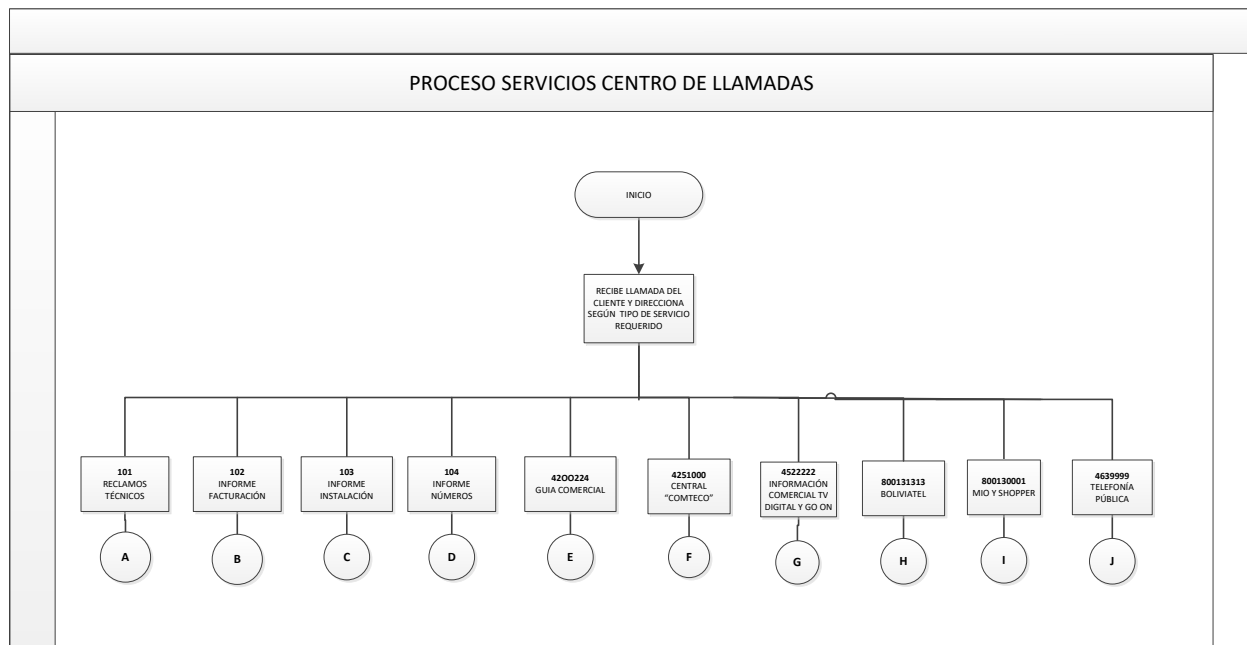 PROCESO SERVICIOS CENTRO DE LLAMADAS
INICIO
RECIBE LLAMADA DEL
CLIENTE Y DIRECCIONA
SEGÚN TIPO DE SERVICIO
REQUERIDO
101
RECLAMOS
TÉCNICOS
102
INFORME
FACTURACIÓN
103
INFORME
INSTALACIÓN
104
INFORME
NÚMEROS
42OO224
GUIA COMERCIAL
4251000
CENTRAL
“COMTECO”
4522222
INFORMACIÓN
COMERCIAL TV
DIGITAL Y GO ON
800131313
BOLIVIATEL
800130001
MIO Y SHOPPER
4639999
TELEFONÍA
PÚBLICA
A
B
C
D
E
F
G
H
I
J